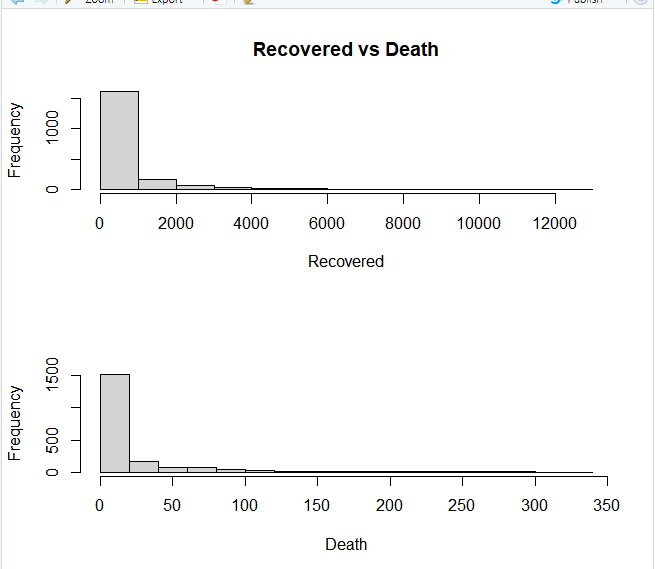 Zoom Export Publish
Recovered vs Death
Frequency
0 1000
0 2000 4000 6000 8000 10000 12000
Recovered
Frequency
0 500 1500
0 50 100 150 200 250 300 350
Death